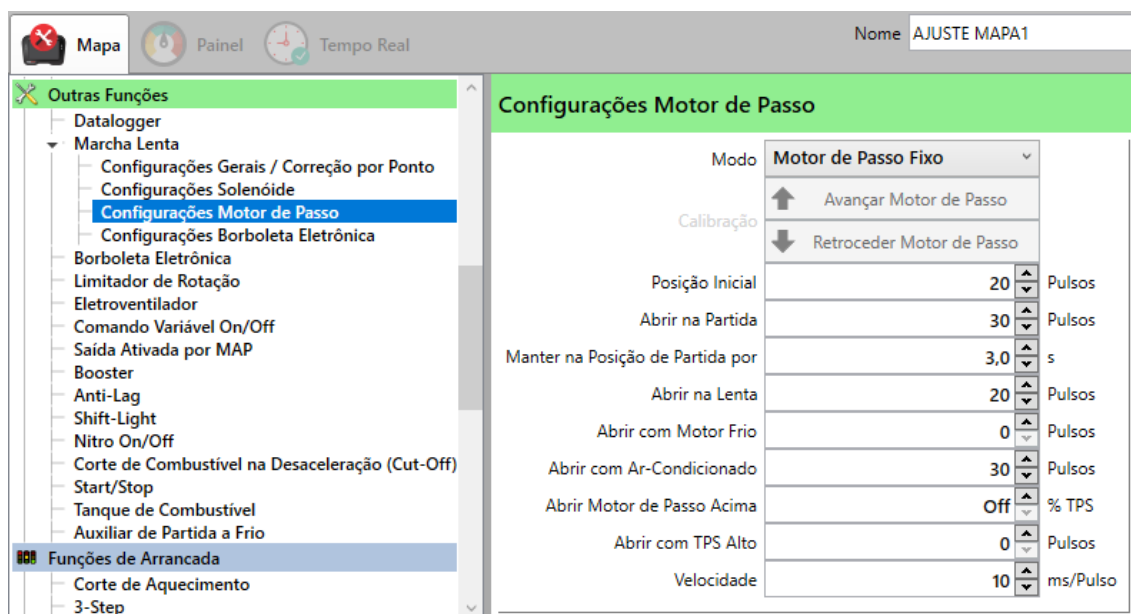 Mapa
Painel
Tempo Real
Nome AJUSTE MAPA1
Outras Funções
Datalogger
Marcha Lenta
Configurações Gerais / Correção por Ponto
Configurações Solenóide
Configurações Motor de Passo
Configurações Borboleta Eletrônica
Borboleta Eletrônica
Limitador de Rotação
Eletroventilador
Comando Variável On/Off
Saída Ativada por MAP
Booster
Anti-Lag
Shift-Light
Nitro On/Off
Corte de Combustível na Desaceleração (Cut-Off)
Start/Stop
Tanque de Combustível
Auxiliar de Partida a Frio
Funções de Arrancada
Corte de Aquecimento
3-Step
Configurações Motor de Passo
Modo Motor de Passo Fixo
Calibração
Avançar Motor de Passo
Retroceder Motor de Passo
Posição Inicial 20 Pulsos
Abrir na Partida 30 Pulsos
Manter na Posição de Partida por 3,0 s
Abrir na Lenta 20 Pulsos
Abrir com Motor Frio 0 Pulsos
Abrir com Ar-Condicionado 30 Pulsos
Abrir Motor de Passo Acima Off % TPS
Abrir com TPS Alto 0 Pulsos
Velocidade 10 ms/Pulso